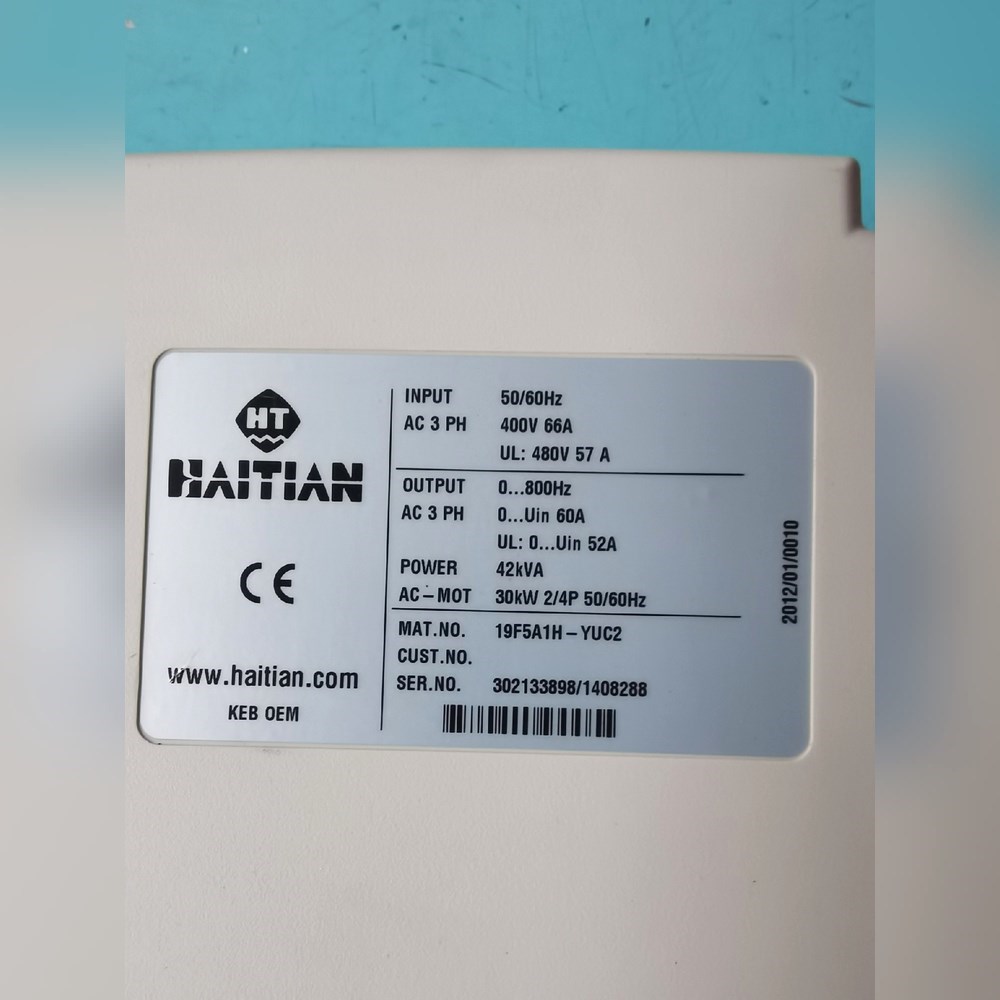 HT
HAITIAN
CE
www.haitian.com
KEB OEM
INPUT 50/60Hz
AC 3 PH 400V 66A
UL: 480V 57 A
OUTPUT 0...800Hz
AC 3 PH 0...Uin 60A
UL: 0...Uin 52A
POWER 42kVA
AC-MOT 30kW 2/4P 50/60Hz
MAT.NO. 19F5A1H-YUC2
CUST.NO.
SER.NO. 302133898/1408288
2012/01/0010